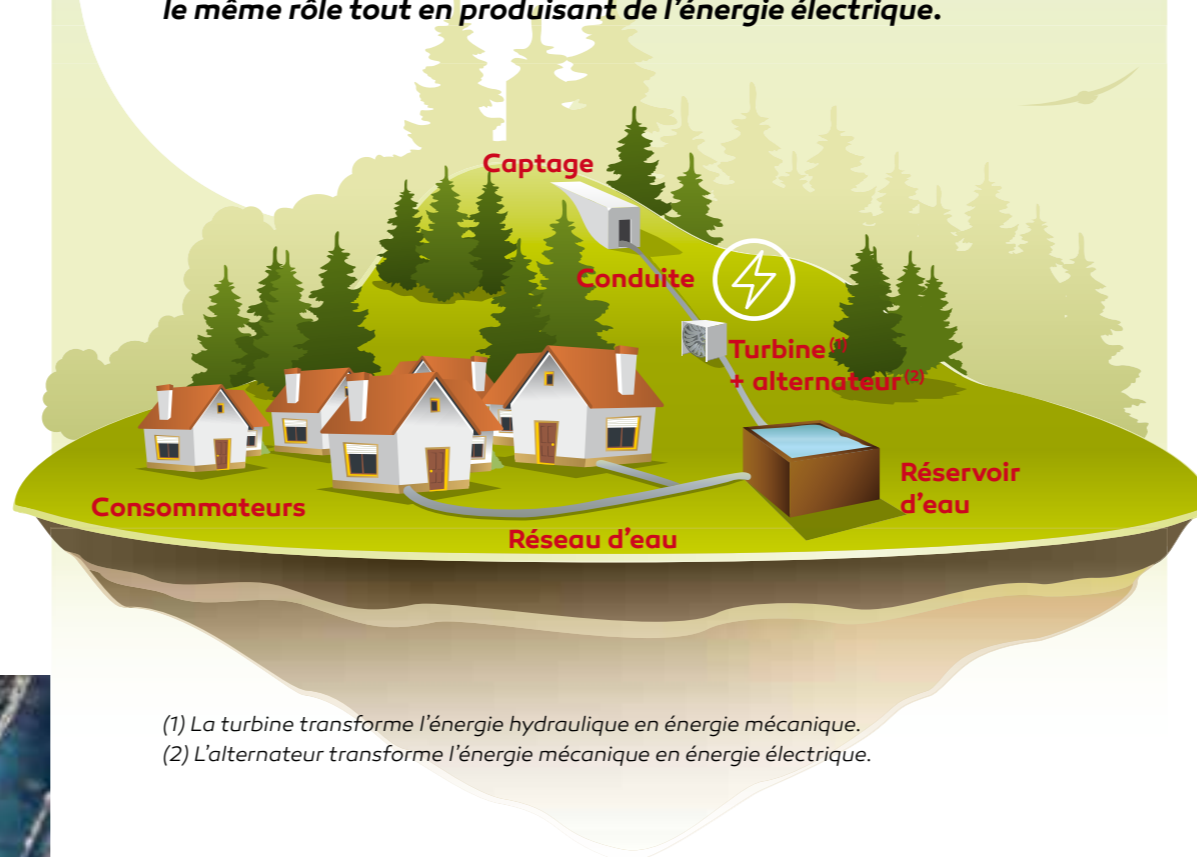 le même rôle tout en produisant de l'énergie électrique.
Captage
Conduite
Turbine (1)
+ alternateur (2)
Réservoir
d'eau
Consommateurs
Réseau d'eau
(1) La turbine transforme l'énergie hydraulique en énergie mécanique.
(2) L'alternateur transforme l'énergie mécanique en énergie électrique.